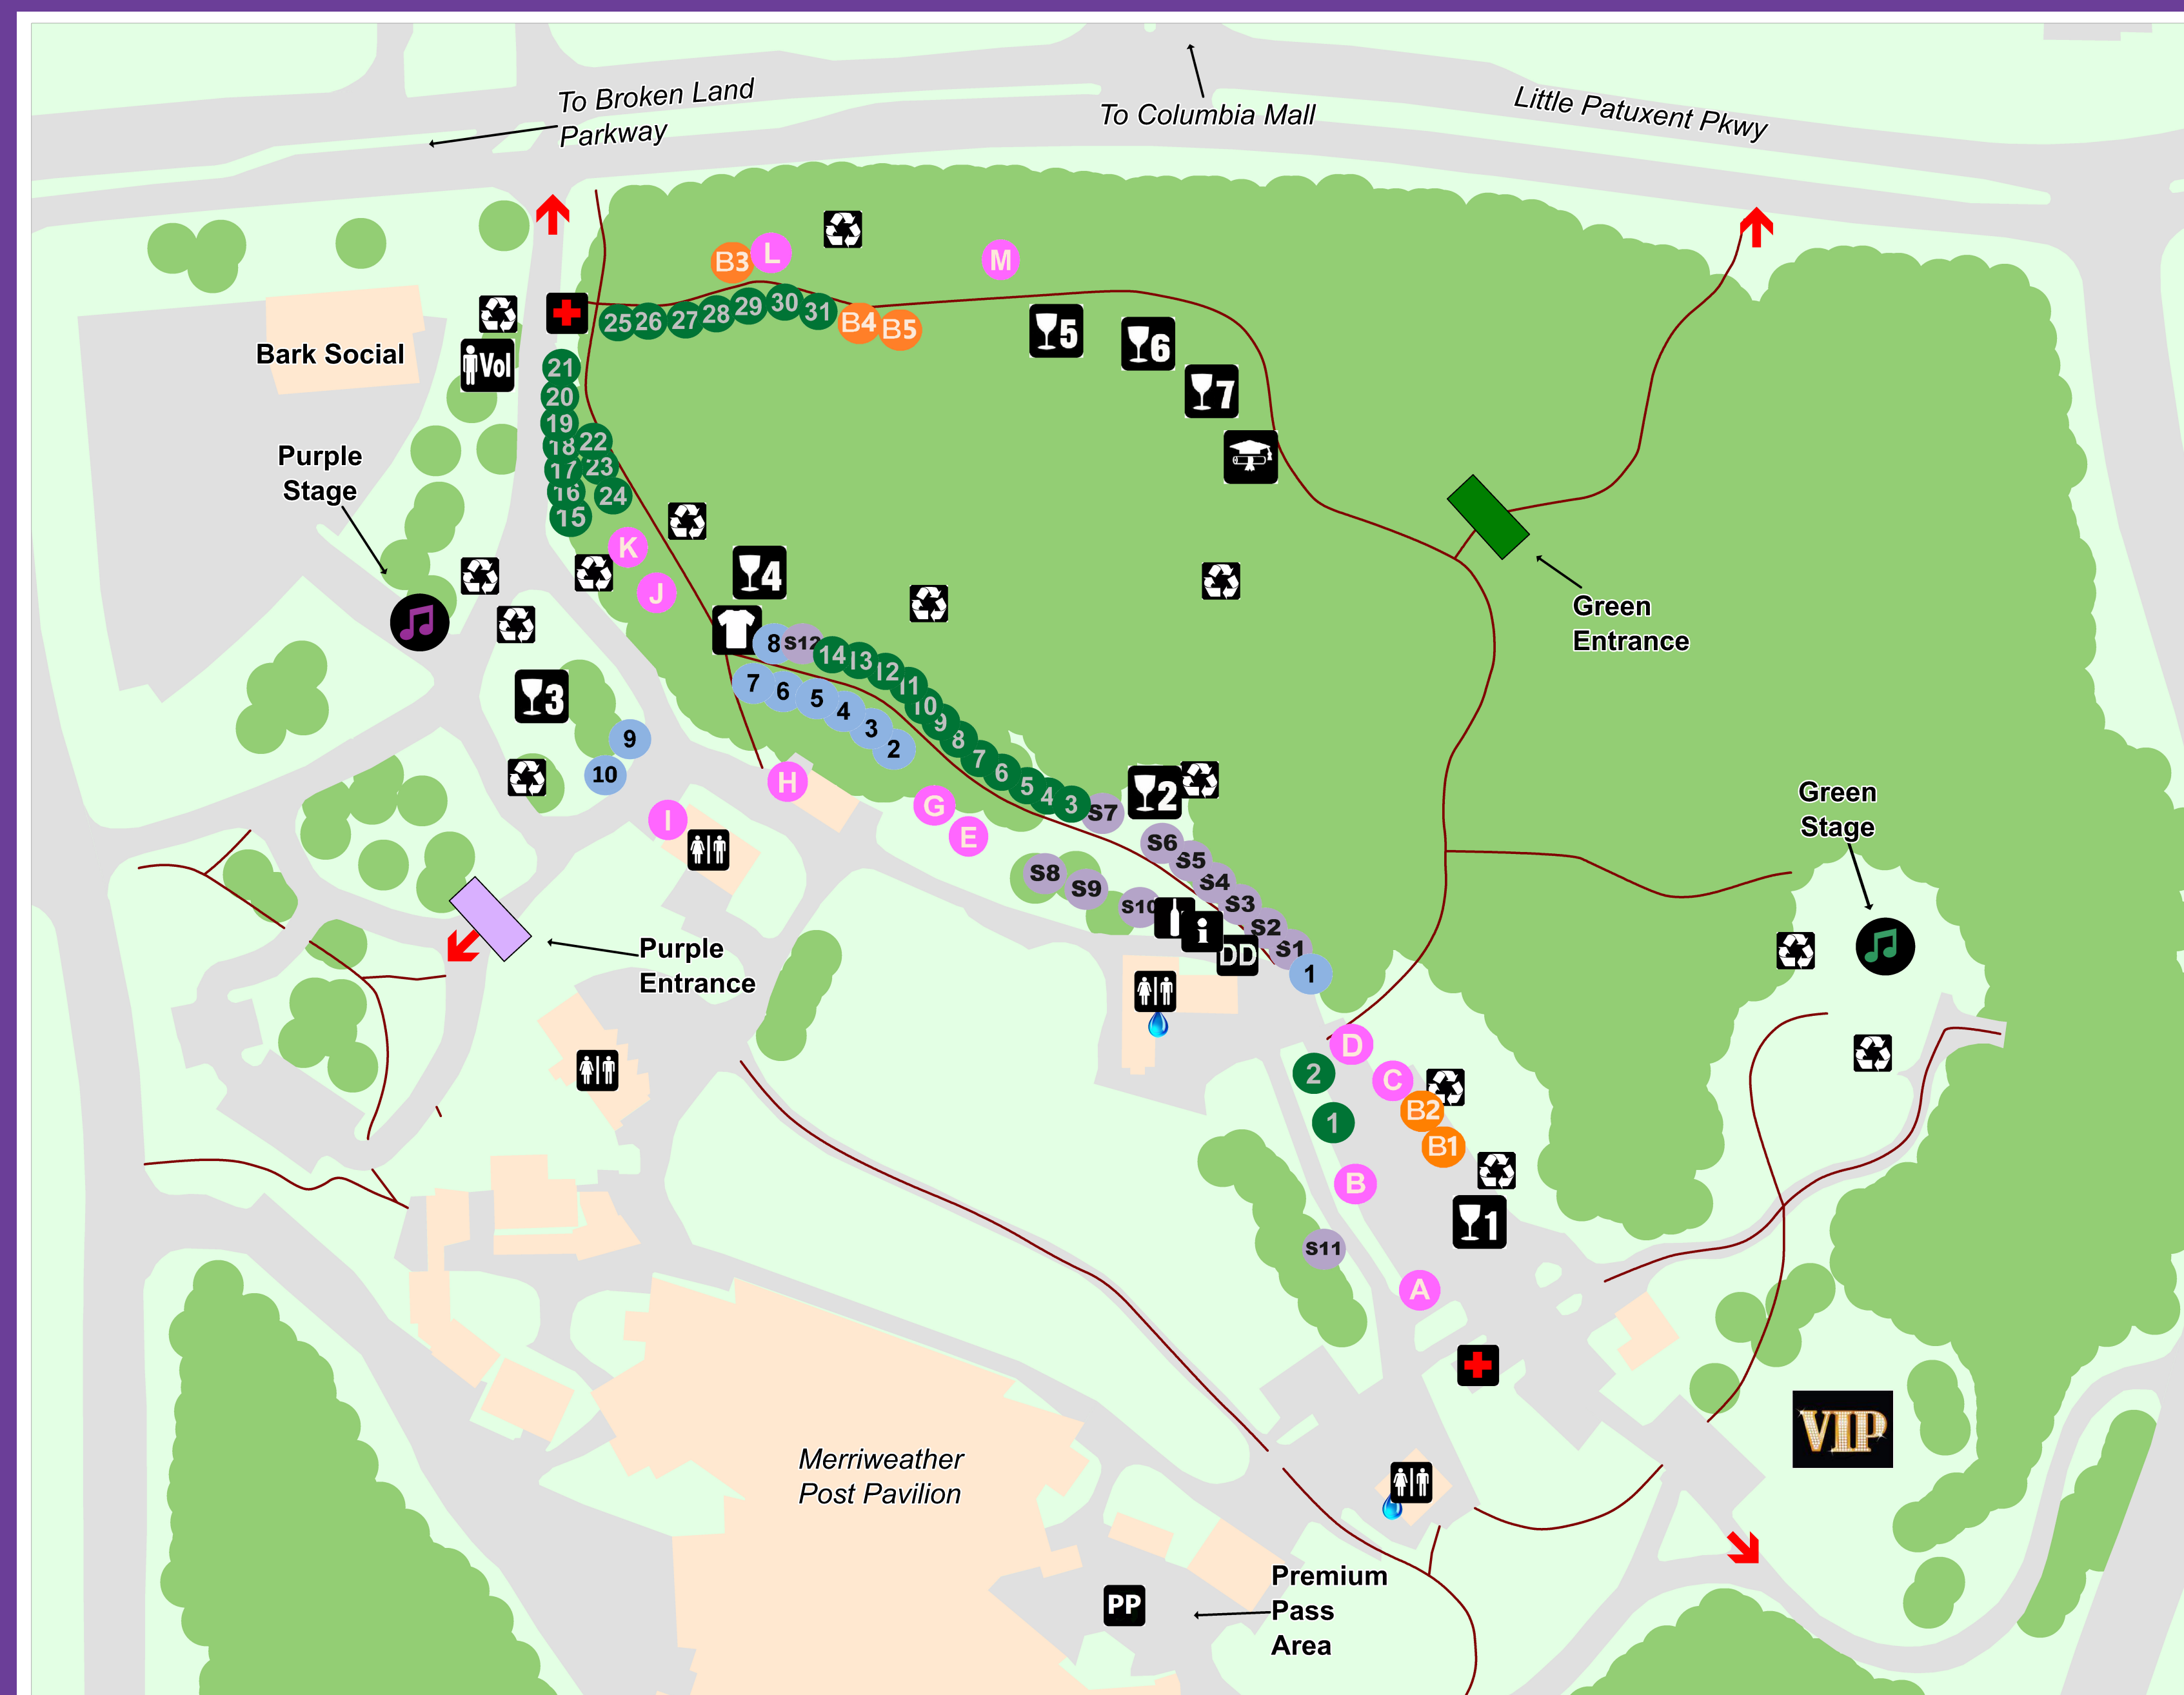 To Broken Land
Parkway
To Columbia Mall
Little Patuxent Pkwy
B3
L
M
25
26
27
28
29
30
31
B4
B5
5
6
7
Bark Social
Vol
21
20
19
18
17
16
15
22
23
24
K
J
Purple
Stage
4
8
S12
14
13
12
11
10
9
8
7
6
5
4
3
S7
2
7
6
5
4
3
2
Green
Entrance
3
9
10
H
I
G
E
S6
S5
S4
S3
S2
S1
1
S8
S9
S10
i
DD
Green
Stage
Purple
Entrance
D
2
C
B2
1
B1
B
1
S11
A
VIP
Merriweather
Post Pavilion
PP
Premium
Pass
Area